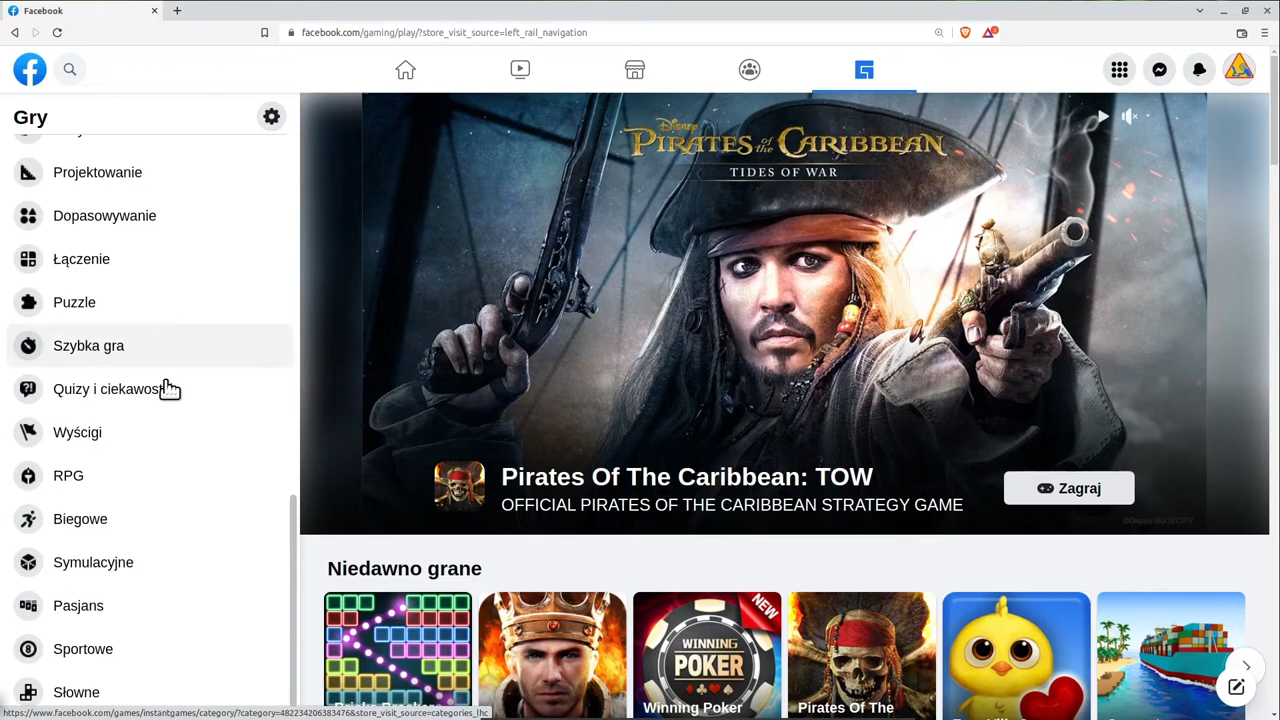 Facebook
facebook.com/gaming/play/?store_visit_source=left_rail_navigation
Gry
Projektowanie
Dopasowywanie
Łączenie
Puzzle
Szybka gra
Quizy i ciekawost
Wyścigi
RPG
Biegowe
Symulacyjne
Pasjans
Sportowe
Słowne
https://www.facebook.com/games/instantgames/category/?category=482234206383476&store_visit_source=categories_lhc
Disney
PIRATES of the CARIBBEAN
TIDES OF WAR
Pirates Of The Caribbean: TOW
OFFICIAL PIRATES OF THE CARIBBEAN STRATEGY GAME
Zagraj
Niedawno grane
NEW
WINNING
POKER
Winning Poker
Pirates Of The